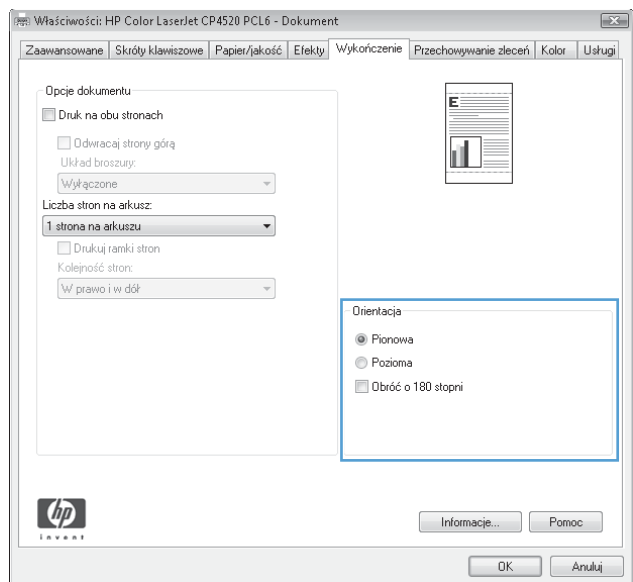 Właściwości: HP Color LaserJet CP4520 PCL6 - Dokument
Zaawansowane Skróty klawiszowe Papier/jakość Efekty Wykończenie Przechowywanie zleceń Kolor Usługi
Opcje dokumentu
Druk na obu stronach
Odwracaj strony górą
Układ broszury:
Wyłączone
Liczba stron na arkusz:
1 strona na arkuszu
Drukuj ramki stron
Kolejność stron:
W prawo i w dół
E
Orientacja
Pionowa
Pozioma
Obróć o 180 stopni
hp
invent
Informacje... Pomoc
OK Anuluj